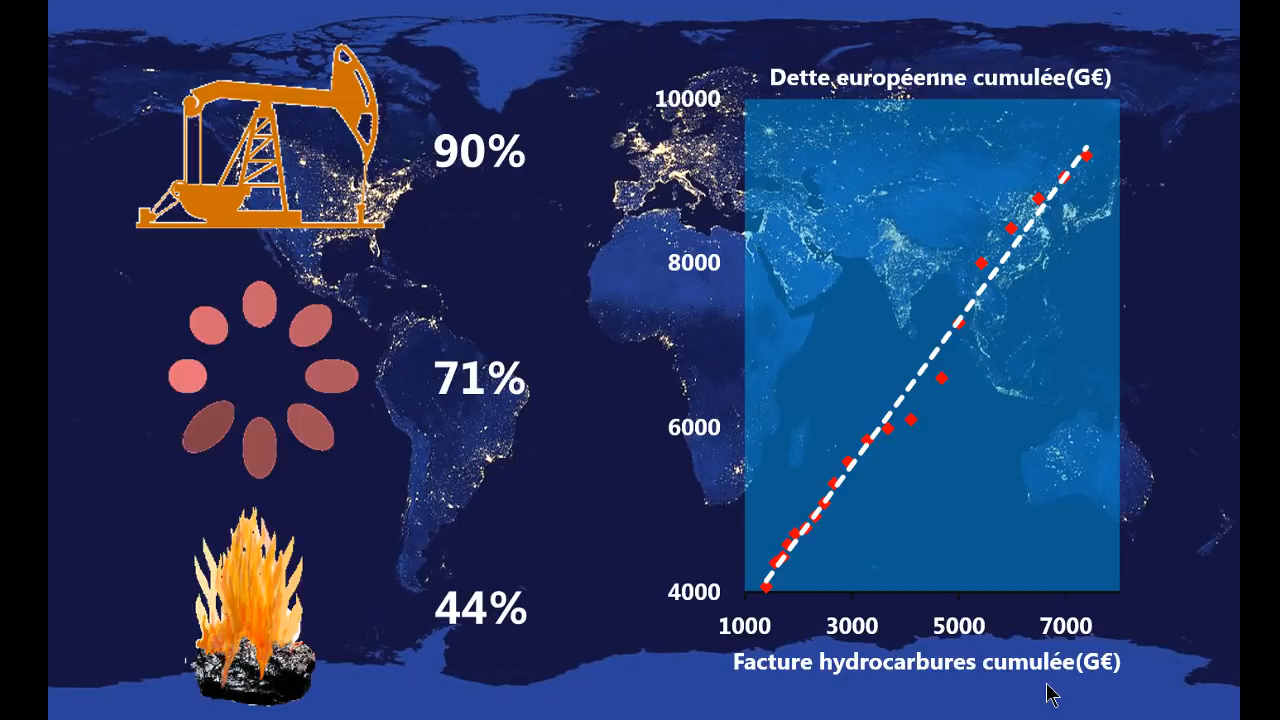 90%
71%
44%
Dette européenne cumulée(G€)
10000
8000
6000
4000
1000 3000 5000 7000
Facture hydrocarbures cumulée(G€)